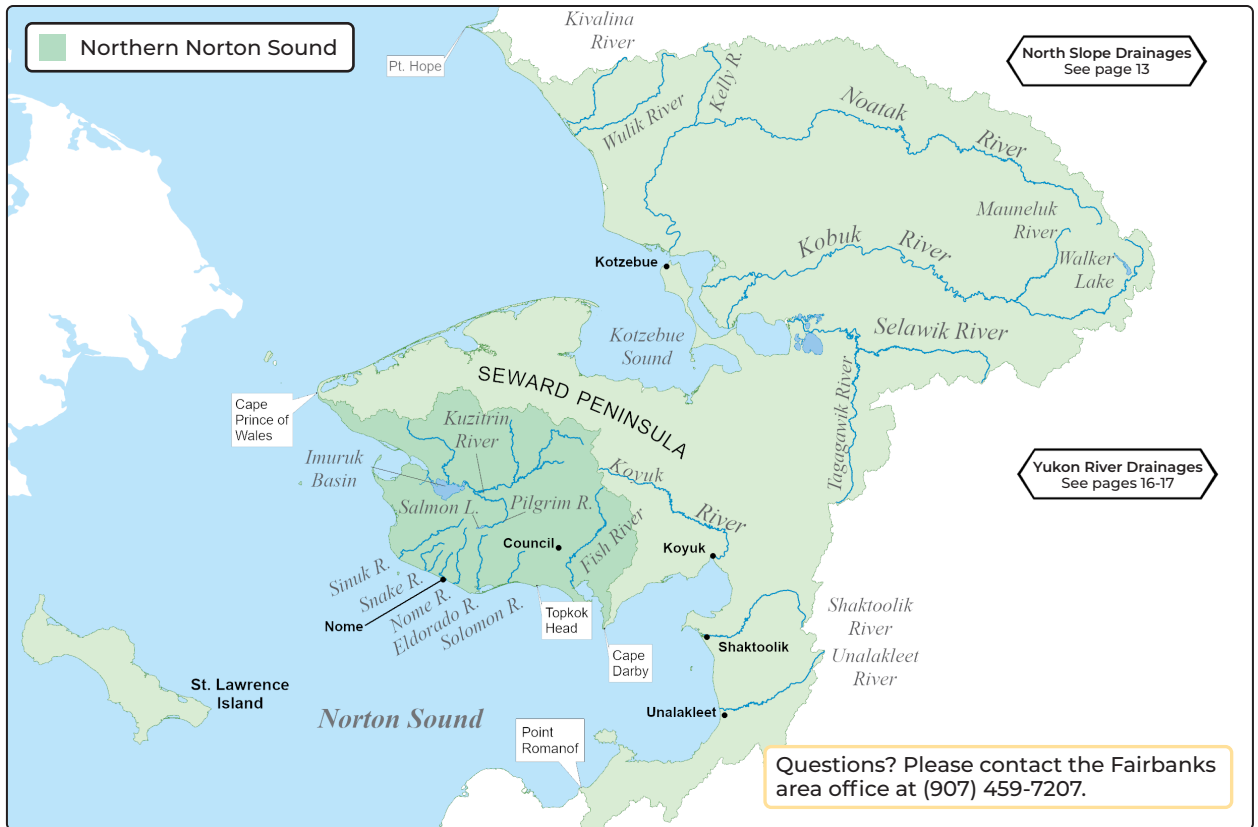 Northern Norton Sound
Kivalina
River
Pt. Hope
North Slope Drainages
See page 13
Kelly R.
Wulik River
Noatak
River
Mauneluk
River
Kobuk
River
Walker
Lake
Kotzebue
Kotzebue
Sound
Selawik River
SEWARD PENINSULA
Tagagawik River
Cape
Prince of
Wales
Kuzitrin
River
Imuruk
Basin
Koyuk
River
Yukon River Drainages
See pages 16-17
Salmon L.
Pilgrim R.
Council
Fish River
Koyuk
Sinuk R.
Snake R.
Nome R.
Eldorado R.
Solomon R.
Nome
Topkok
Head
Cape
Darby
Shaktoolik
River
Shaktoolik
Unalakleet
River
St. Lawrence
Island
Norton Sound
Unalakleet
Point
Romanof
Questions? Please contact the Fairbanks
area office at (907) 459-7207.